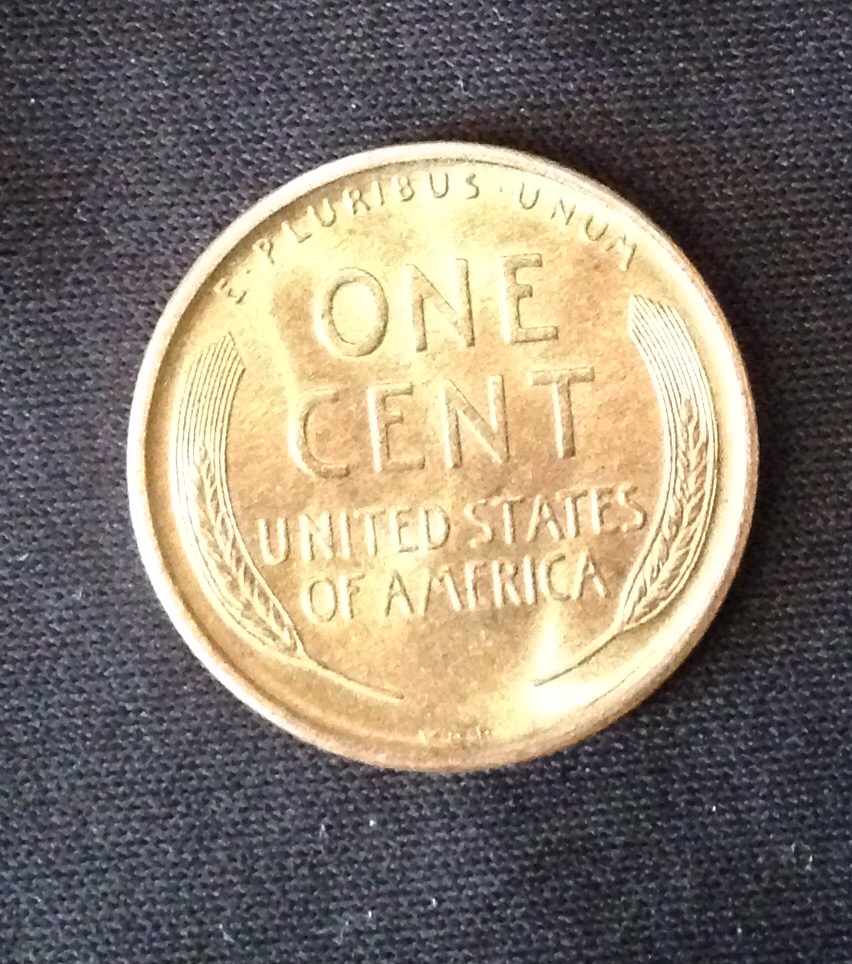 E·PLURIBUS·UNUM
ONE
CENT
UNITED STATES
OF AMERICA
V.D.B.